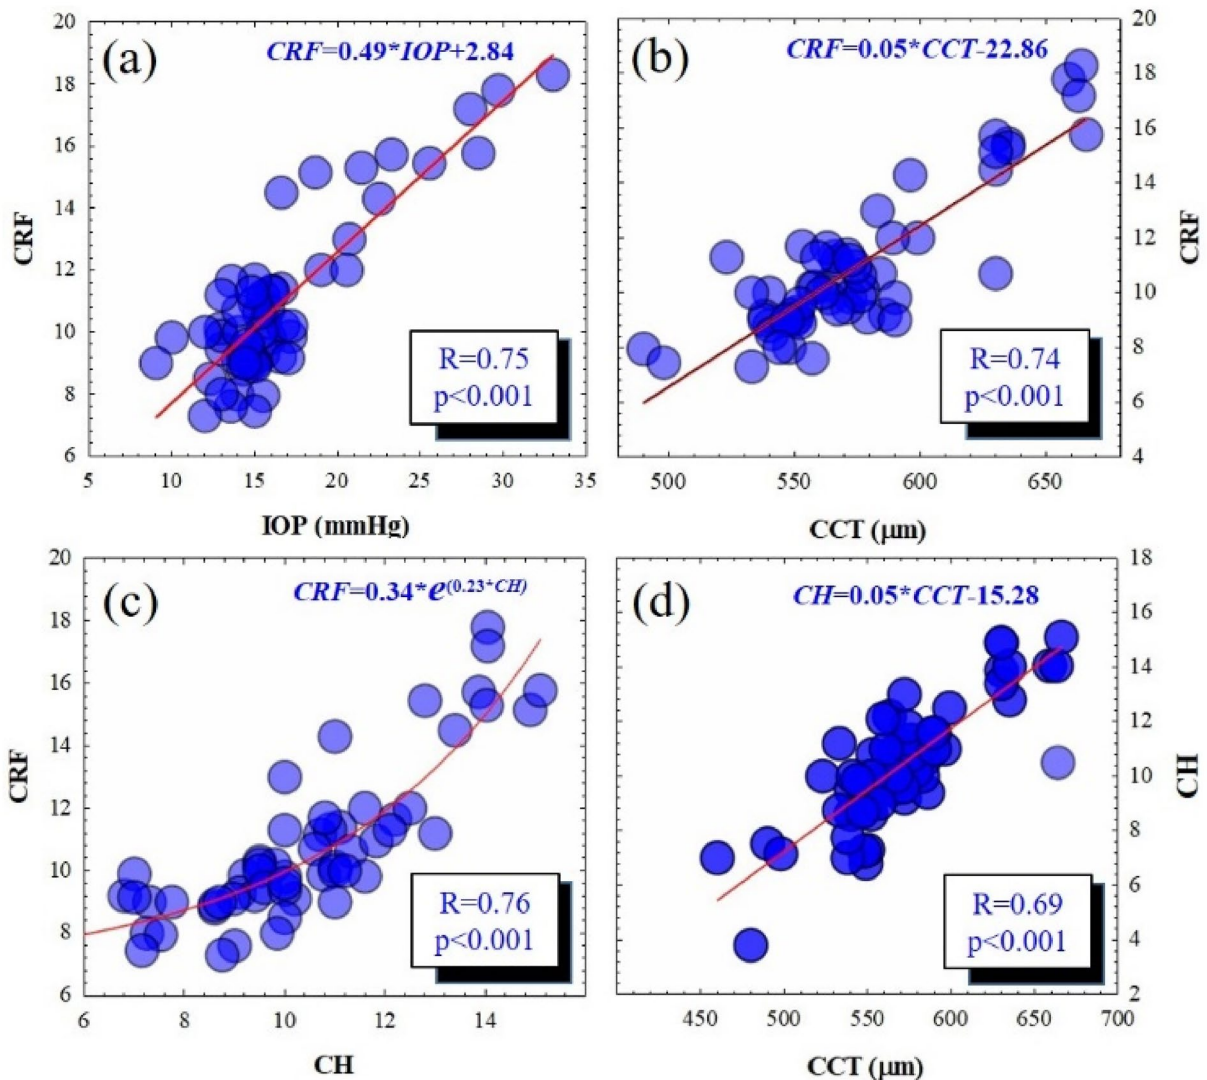 (a)
CRF=0.49*IOP+2.84
20
18
16
14
12
10
8
6
CRF
R=0.75
p<0.001
5 10 15 20 25 30 35
IOP (mmHg)
(b)
CRF=0.05*CCT-22.86
20
18
16
14
12
10
8
6
4
CRF
R=0.74
p<0.001
500 550 600 650
CCT (μm)
(c)
CRF=0.34*e(0.23*CH)
20
18
16
14
12
10
8
6
CRF
R=0.76
p<0.001
6 8 10 12 14
CH
(d)
CH=0.05*CCT-15.28
18
16
14
12
10
8
6
4
2
CH
R=0.69
p<0.001
450 500 550 600 650 700
CCT (μm)